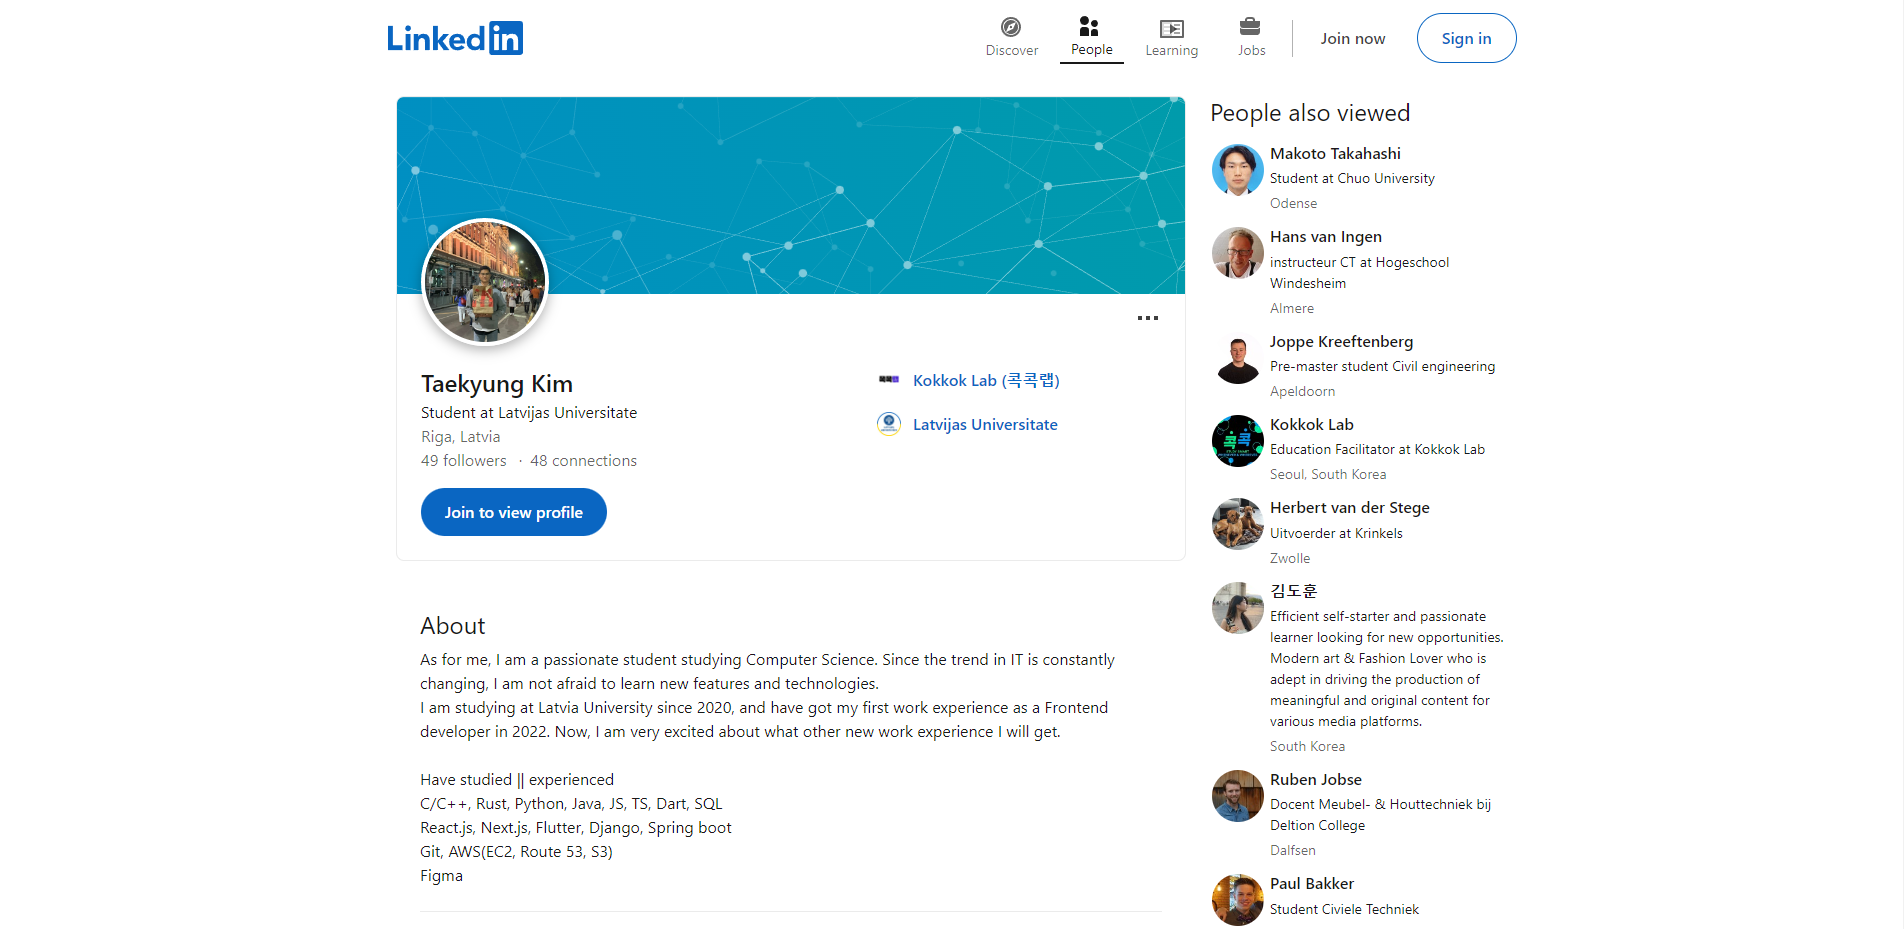 Linked in
Discover
People
Learning
Jobs
Join now
Sign in
Taekyung Kim
Student at Latvijas Universitate
Riga, Latvia
49 followers · 48 connections
Join to view profile
Kokkok Lab (콕콕랩)
Latvijas Universitate
About
As for me, I am a passionate student studying Computer Science. Since the trend in IT is constantly
changing, I am not afraid to learn new features and technologies.
I am studying at Latvia University since 2020, and have got my first work experience as a Frontend
developer in 2022. Now, I am very excited about what other new work experience I will get.
Have studied || experienced
C/C++, Rust, Python, Java, JS, TS, Dart, SQL
React.js, Next.js, Flutter, Django, Spring boot
Git, AWS(EC2, Route 53, S3)
Figma
People also viewed
Makoto Takahashi
Student at Chuo University
Odense
Hans van Ingen
instructeur CT at Hogeschool
Windesheim
Almere
Joppe Kreeftenberg
Pre-master student Civil engineering
Apeldoorn
콕콕
Kokkok Lab
Education Facilitator at Kokkok Lab
Seoul, South Korea
Herbert van der Stege
Uitvoerder at Krinkels
Zwolle
김도훈
Efficient self-starter and passionate
learner looking for new opportunities.
Modern art & Fashion Lover who is
adept in driving the production of
meaningful and original content for
various media platforms.
South Korea
Ruben Jobse
Docent Meubel- & Houttechniek bij
Deltion College
Dalfsen
Paul Bakker
Student Civiele Techniek